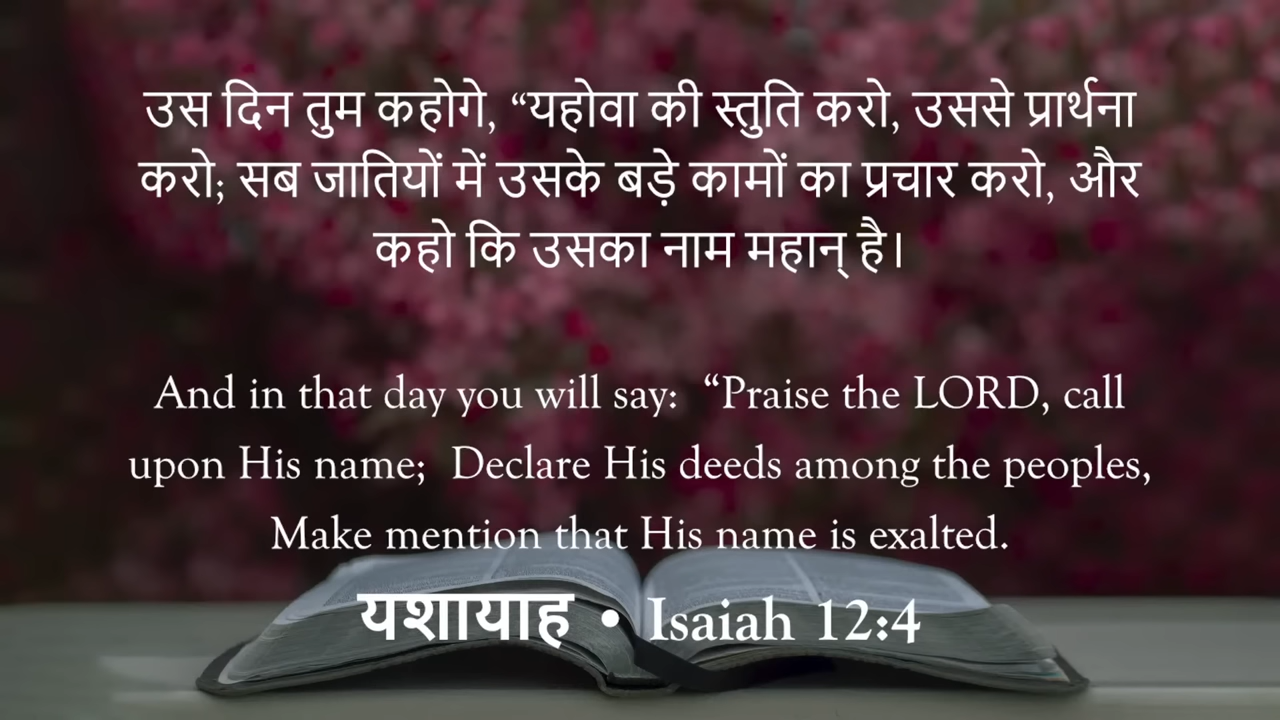 उस दिन तुम कहोगे, “यहोवा की स्तुति करो, उससे प्रार्थना
करो; सब जातियों में उसके बड़े कामों का प्रचार करो, और
कहो कि उसका नाम महान् है।
And in that day you will say:  “Praise the LORD, call
upon His name;  Declare His deeds among the peoples,
Make mention that His name is exalted.
यशायाह • Isaiah 12:4